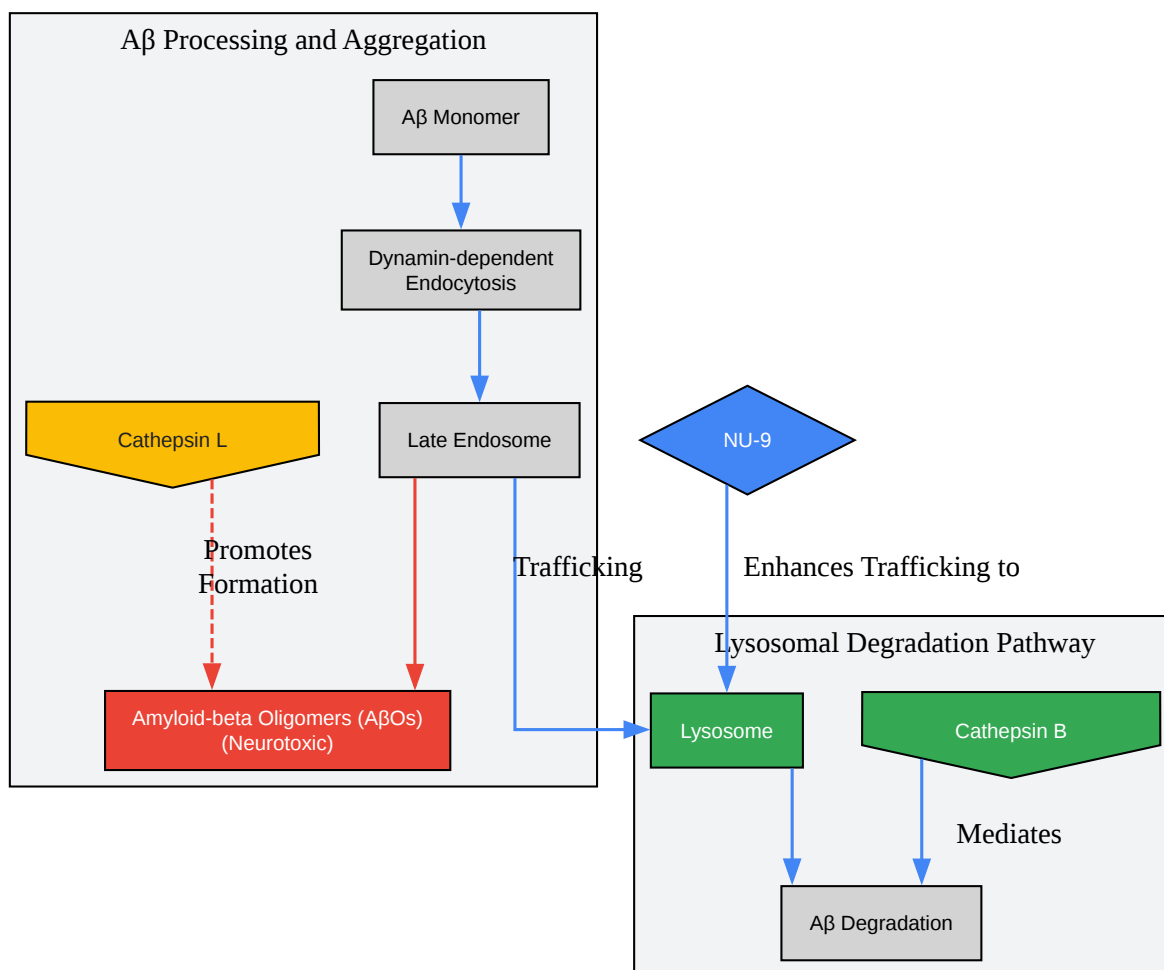 Aβ Processing and Aggregation
Aβ Monomer
Dynamin-dependent
Endocytosis
Cathepsin L
Late Endosome
NU-9
Promotes
Formation
Trafficking
Enhances Trafficking to
Lysosomal Degradation Pathway
Amyloid-beta Oligomers (AβOs)
(Neurotoxic)
Lysosome
Cathepsin B
Mediates
Aβ Degradation